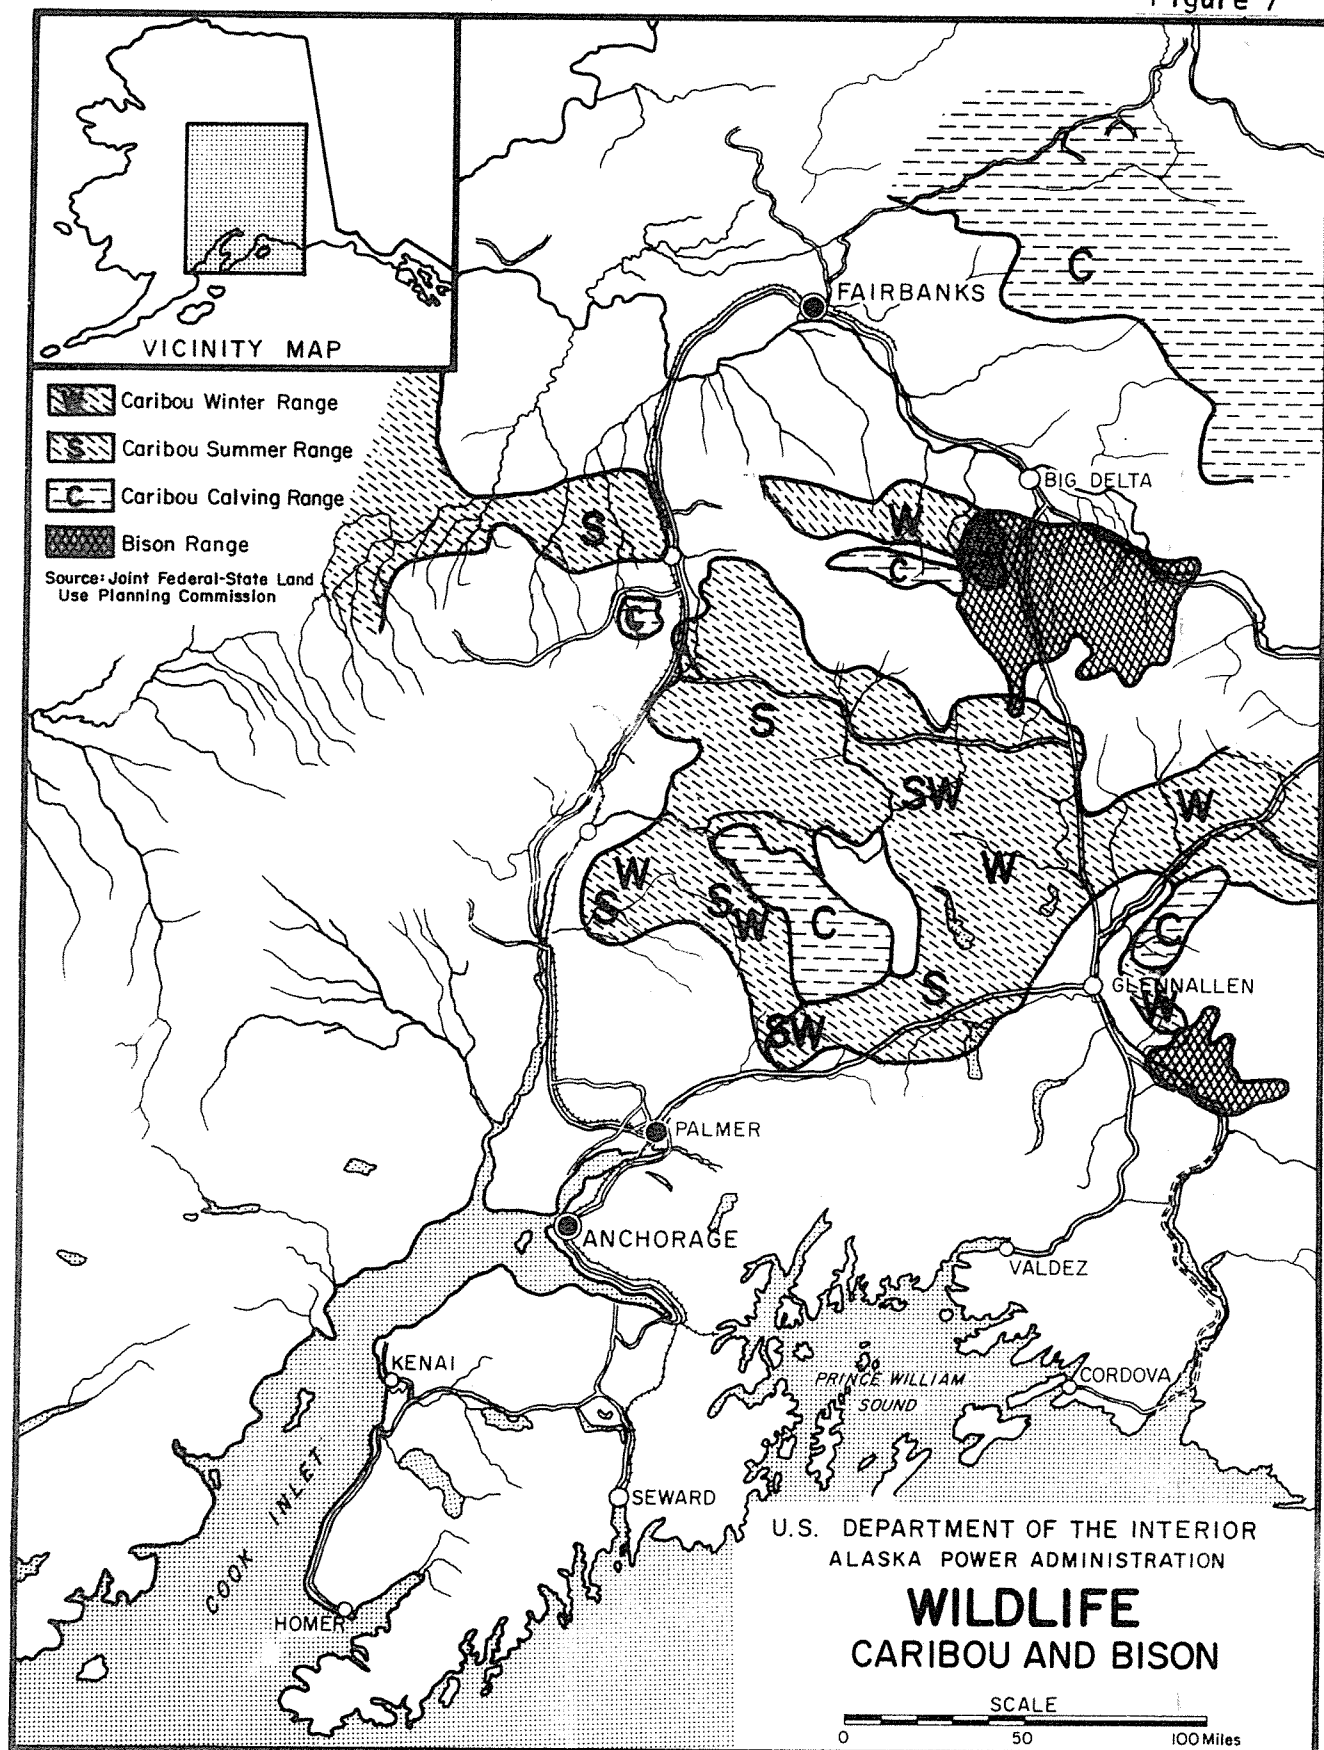 Figure 7
VICINITY MAP
W Caribou Winter Range
S Caribou Summer Range
C Caribou Calving Range
Bison Range
Source: Joint Federal-State Land
Use Planning Commission
C
FAIRBANKS
BIG DELTA
S
W
C
C
S
SW
W
W
W
S
S
W
C
C
S
GLENNALLEN
W
SW
PALMER
ANCHORAGE
VALDEZ
KENAI
CORDOVA
PRINCE WILLIAM
SOUND
COOK INLET
SEWARD
HOMER
U.S. DEPARTMENT OF THE INTERIOR
ALASKA POWER ADMINISTRATION
WILDLIFE
CARIBOU AND BISON
SCALE
0 50 100 Miles